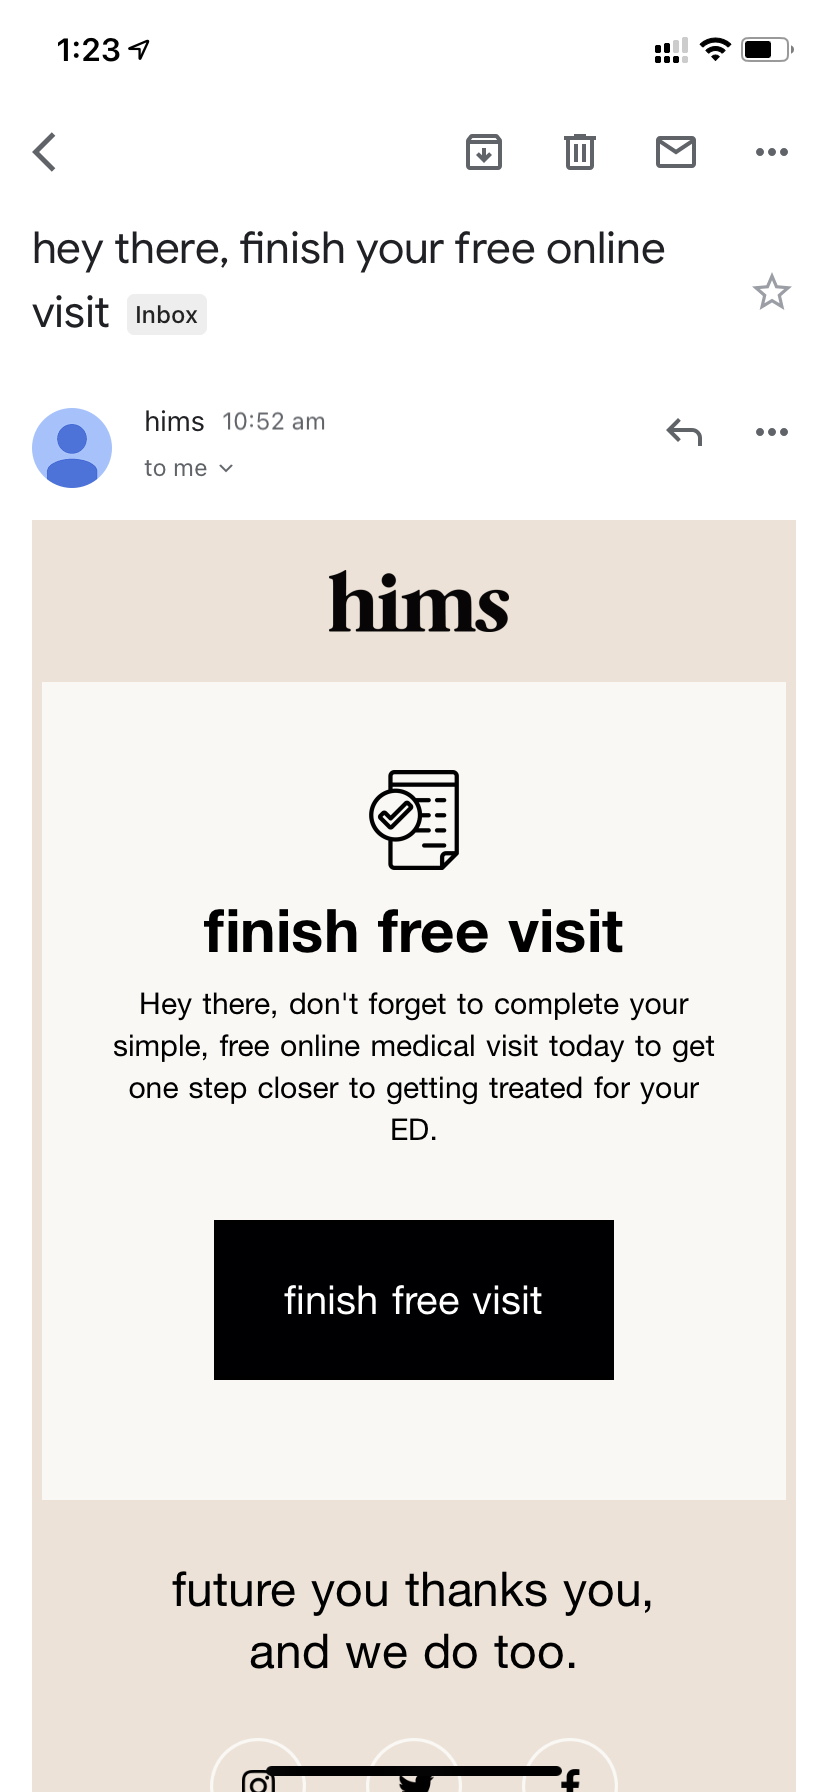 1:23
hey there, finish your free online
visit Inbox
hims 10:52 am
to me
hims
finish free visit
Hey there, don't forget to complete your
simple, free online medical visit today to get
one step closer to getting treated for your
ED.
finish free visit
future you thanks you,
and we do too.